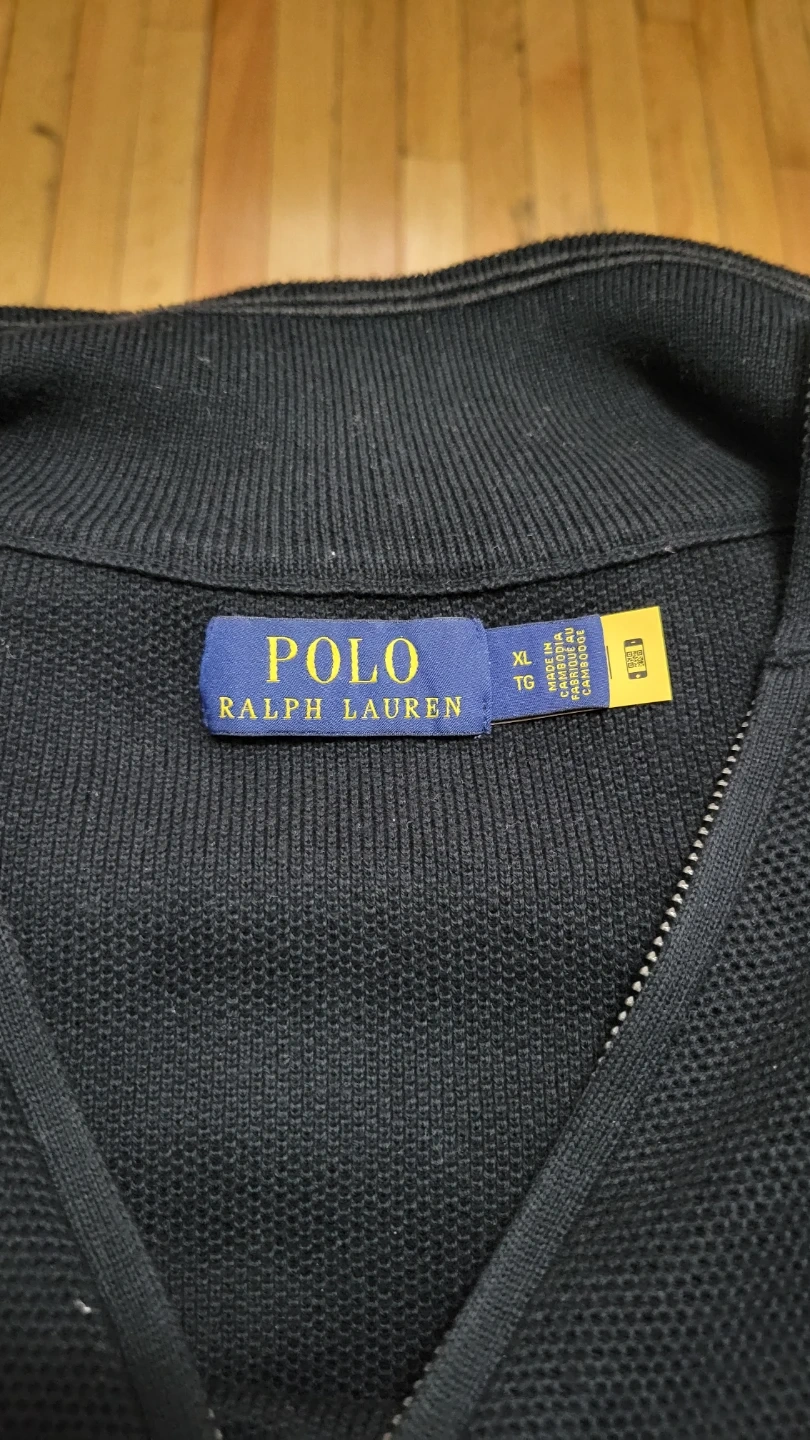 POLO
RALPH LAUREN
XL
TG
MADE IN
CAMBODIA
FABRIQUÉ AU
CAMBODGE